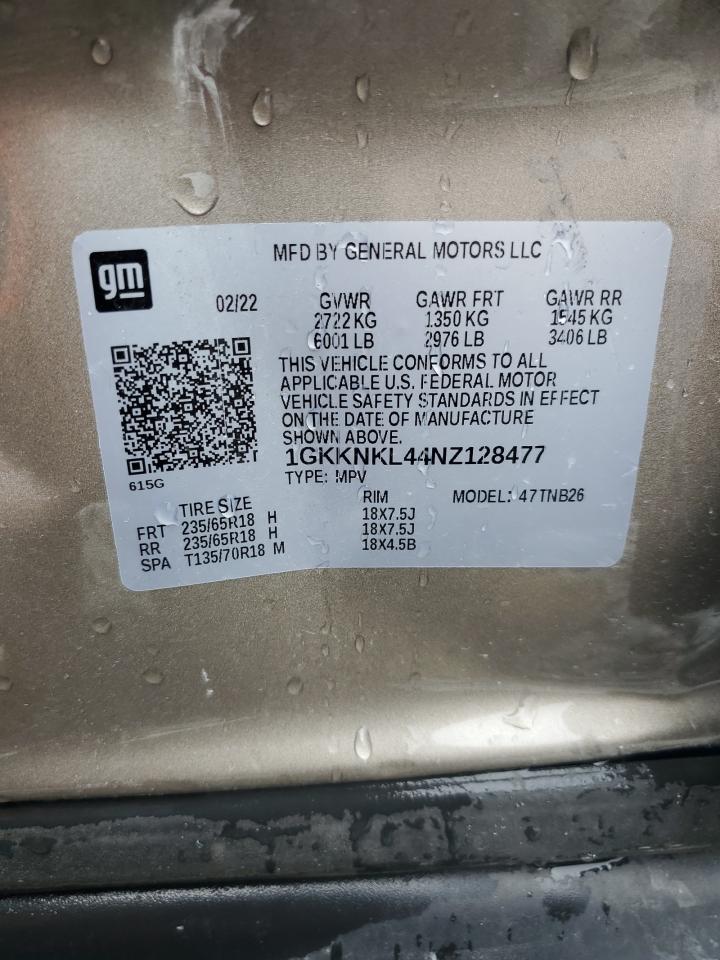 gm
MFD BY GENERAL MOTORS LLC
02/22 GVWR GAWR FRT GAWR RR
2722 KG 1350 KG 1545 KG
6001 LB 2976 LB 3406 LB
THIS VEHICLE CONFORMS TO ALL
APPLICABLE U.S. FEDERAL MOTOR
VEHICLE SAFETY STANDARDS IN EFFECT
ON THE DATE OF MANUFACTURE
SHOWN ABOVE.
1GKKNKL44NZ128477
615G
TYPE: MPV
TIRE SIZE RIM MODEL: 47TNB26
FRT 235/65R18 H 18X7.5J
RR 235/65R18 H 18X7.5J
SPA T135/70R18 M 18X4.5B